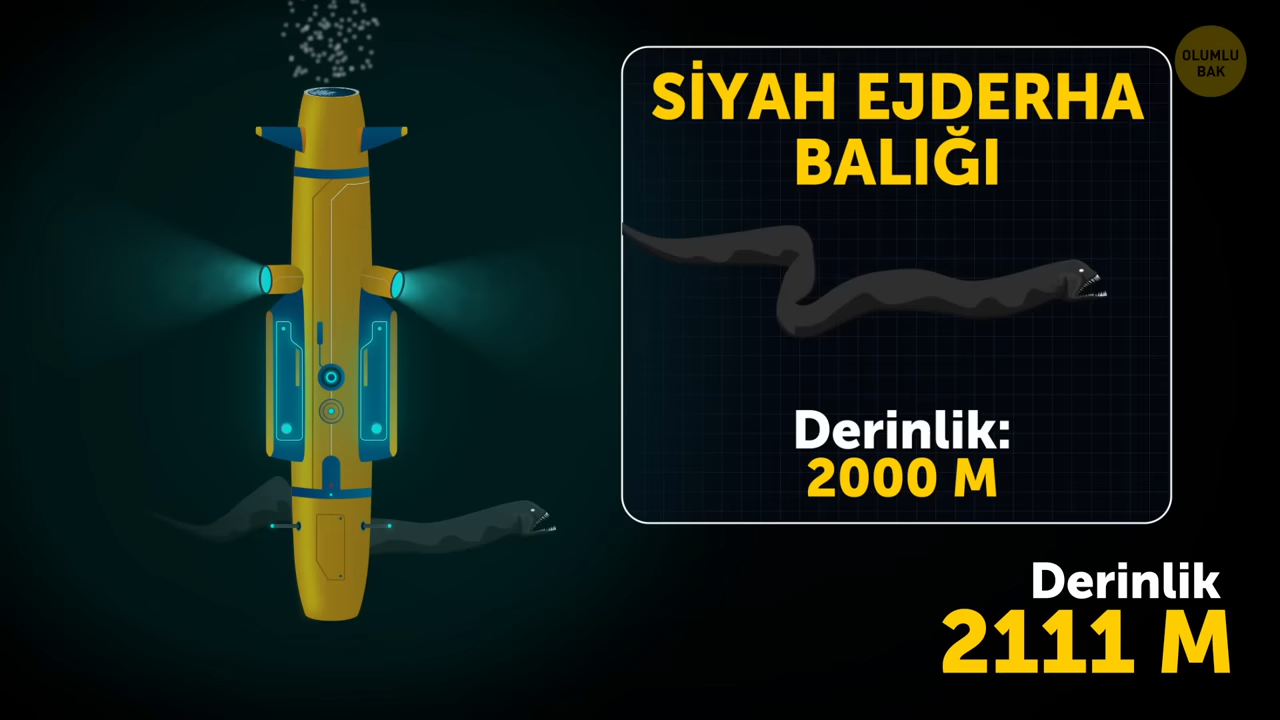 SİYAH EJDERHA
BALIĞI
Derinlik:
2000 M
Derinlik
2111 M
OLUMLU
BAK